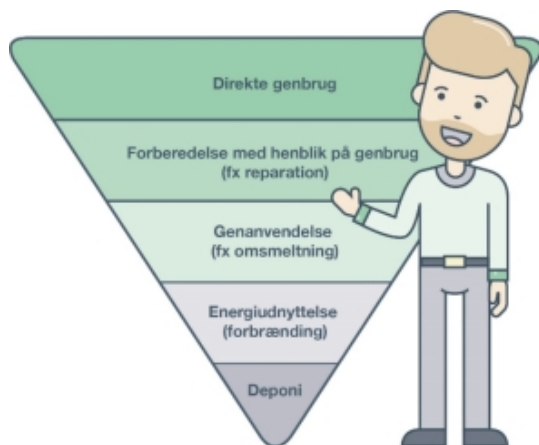 Direkte genbrug
Forberedelse med henblik på genbrug
(fx reparation)
Genanvendelse
(fx omsmeltning)
Energiudnyttelse
(forbrænding)
Deponi